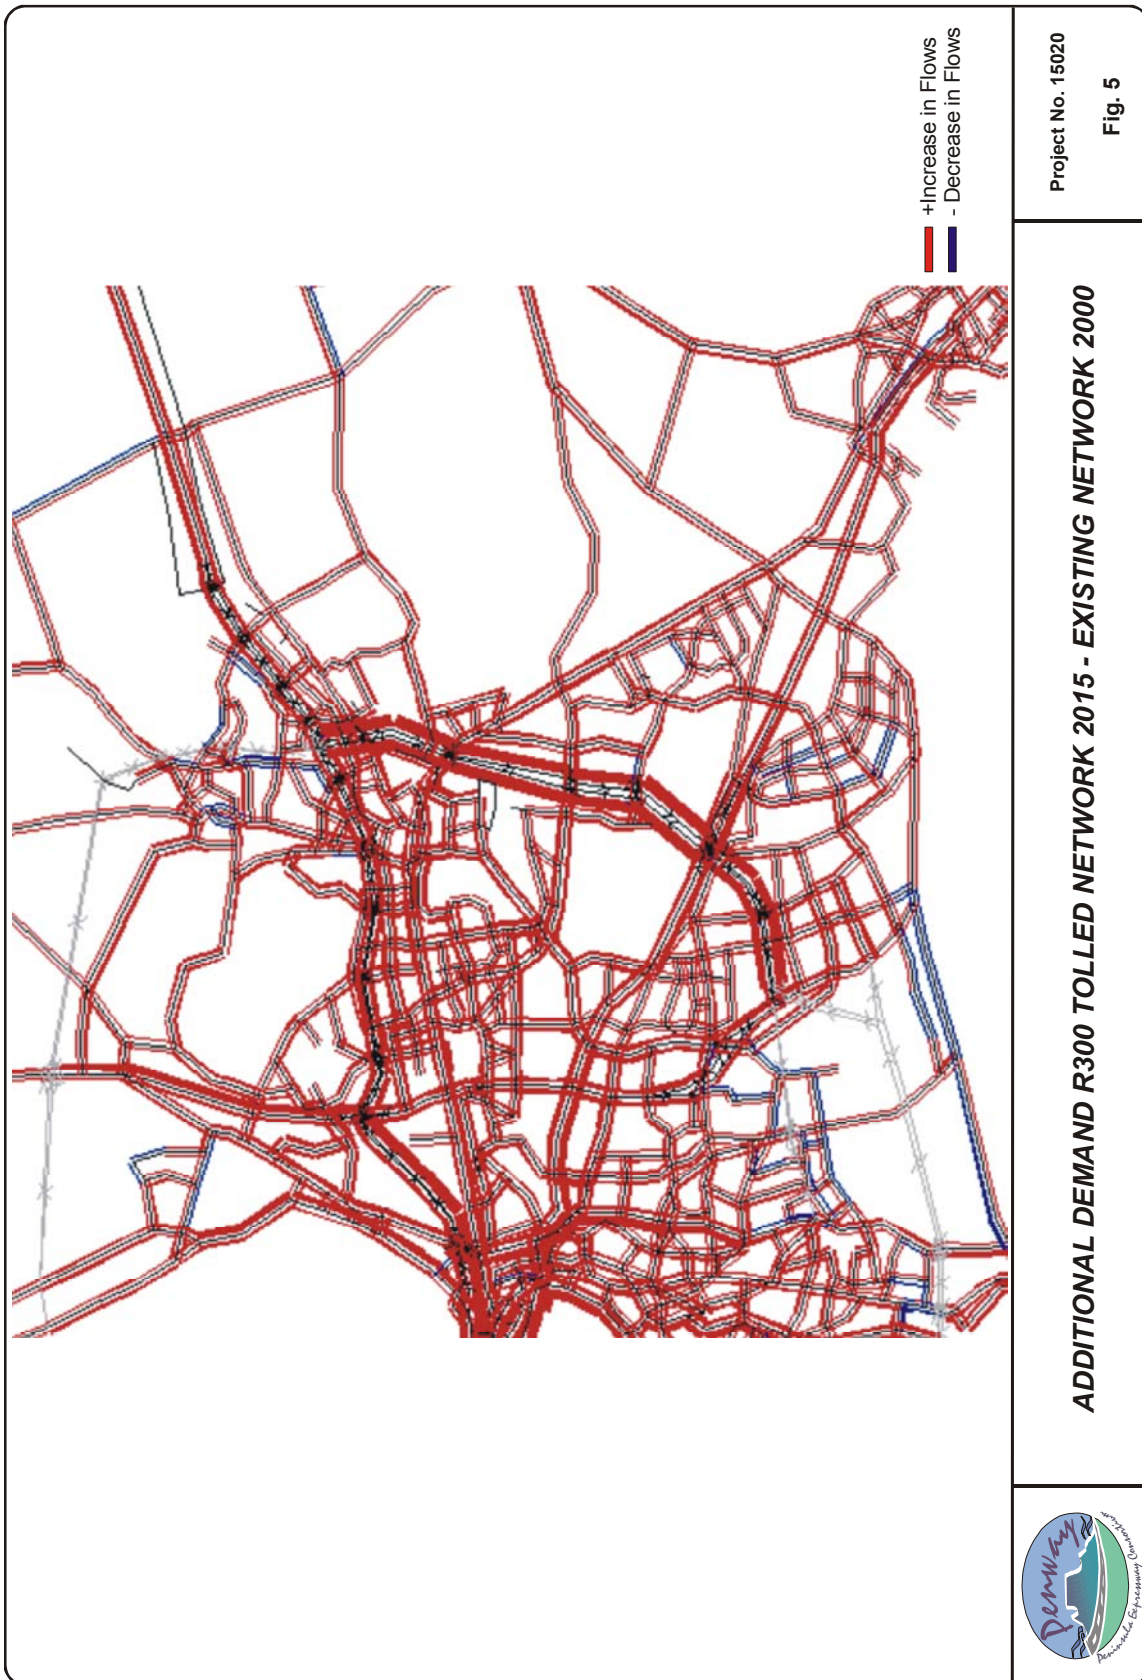 +Increase in Flows
- Decrease in Flows
Penway
Peninsula Expressway Consortium
ADDITIONAL DEMAND R300 TOLLED NETWORK 2015 - EXISTING NETWORK 2000
Project No. 15020
Fig. 5